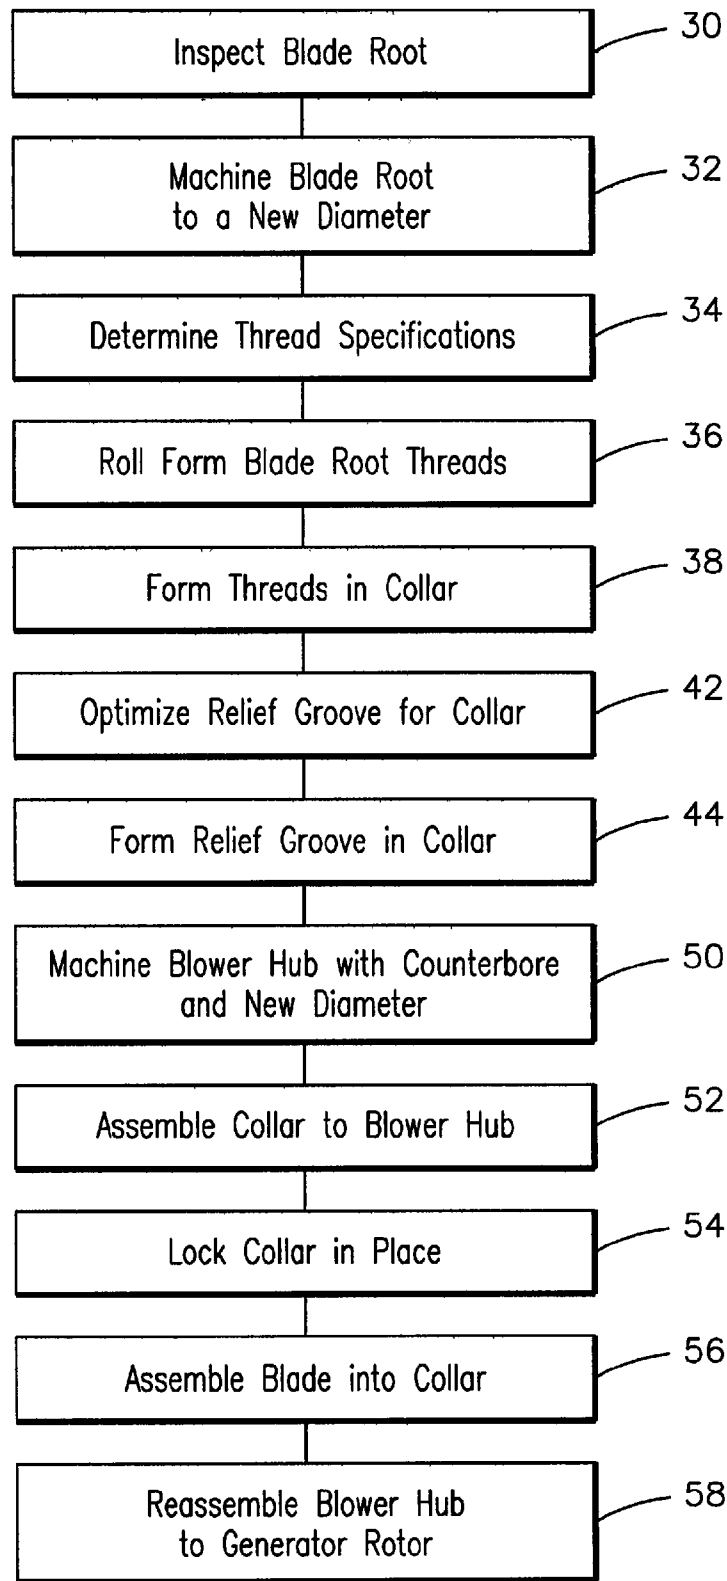 Inspect Blade Root
30
Machine Blade Root
to a New Diameter
32
Determine Thread Specifications
34
Roll Form Blade Root Threads
36
Form Threads in Collar
38
Optimize Relief Groove for Collar
42
Form Relief Groove in Collar
44
Machine Blower Hub with Counterbore
and New Diameter
50
Assemble Collar to Blower Hub
52
Lock Collar in Place
54
Assemble Blade into Collar
56
Reassemble Blower Hub
to Generator Rotor
58